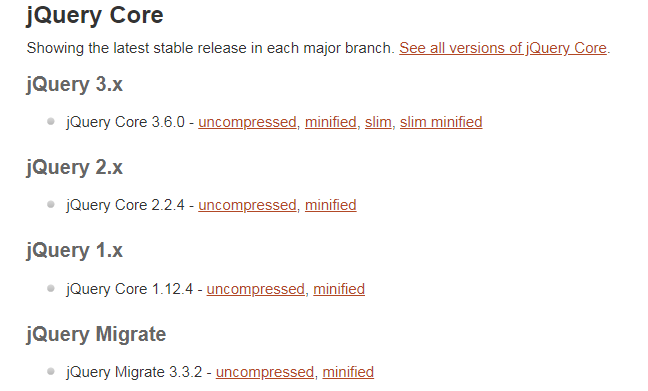 jQuery Core
Showing the latest stable release in each major branch. See all versions of jQuery Core.
jQuery 3.x
jQuery Core 3.6.0 - uncompressed, minified, slim, slim minified
jQuery 2.x
jQuery Core 2.2.4 - uncompressed, minified
jQuery 1.x
jQuery Core 1.12.4 - uncompressed, minified
jQuery Migrate
jQuery Migrate 3.3.2 - uncompressed, minified